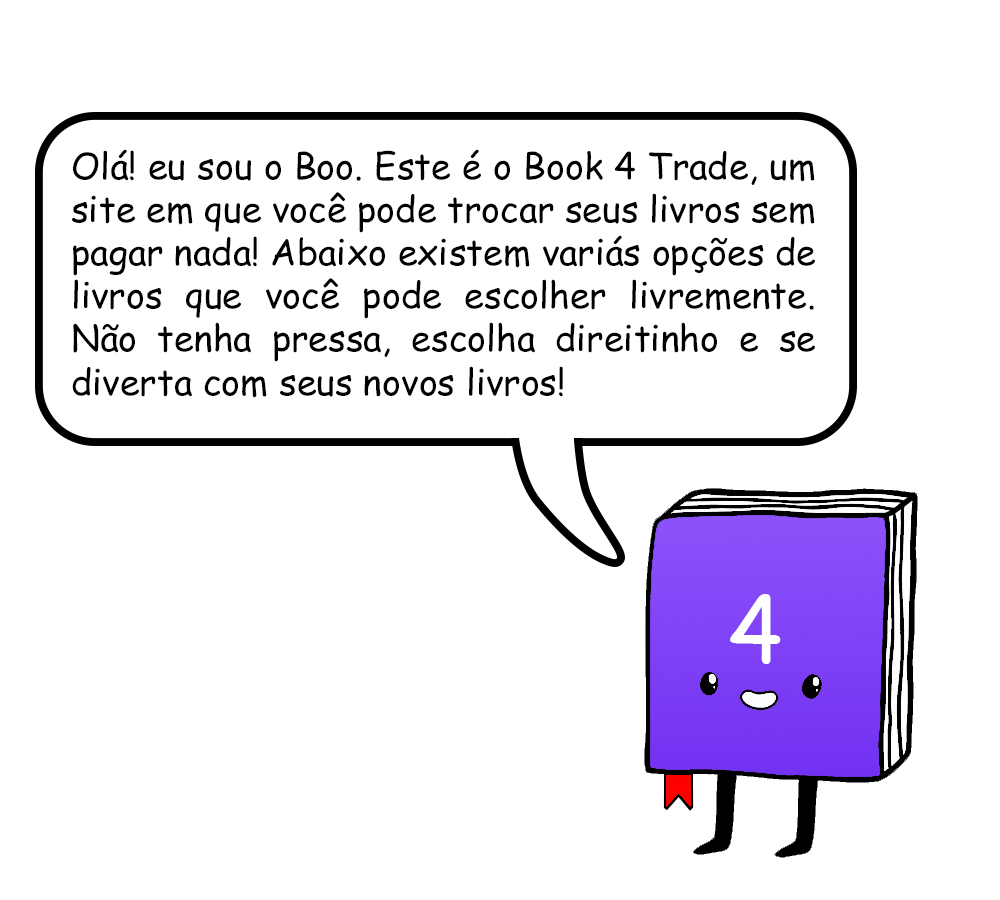 Olá! eu sou o Boo. Este é o Book 4 Trade, um
site em que você pode trocar seus livros sem
pagar nada! Abaixo existem variás opções de
livros que você pode escolher livremente.
Não tenha pressa, escolha direitinho e se
diverta com seus novos livros!
4